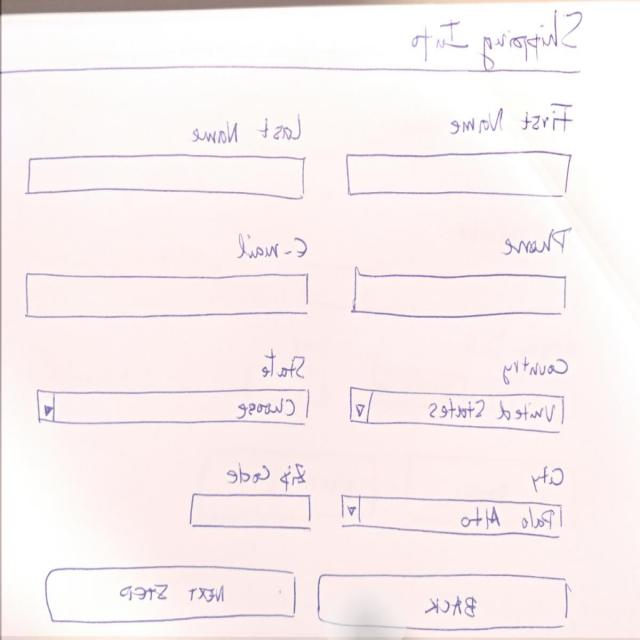 Shipping Info
First Name
Last Name
Phone
E-mail
Country
State
United States
Choose
City
Zip Code
Palo Alto
BACK
NEXT STEP